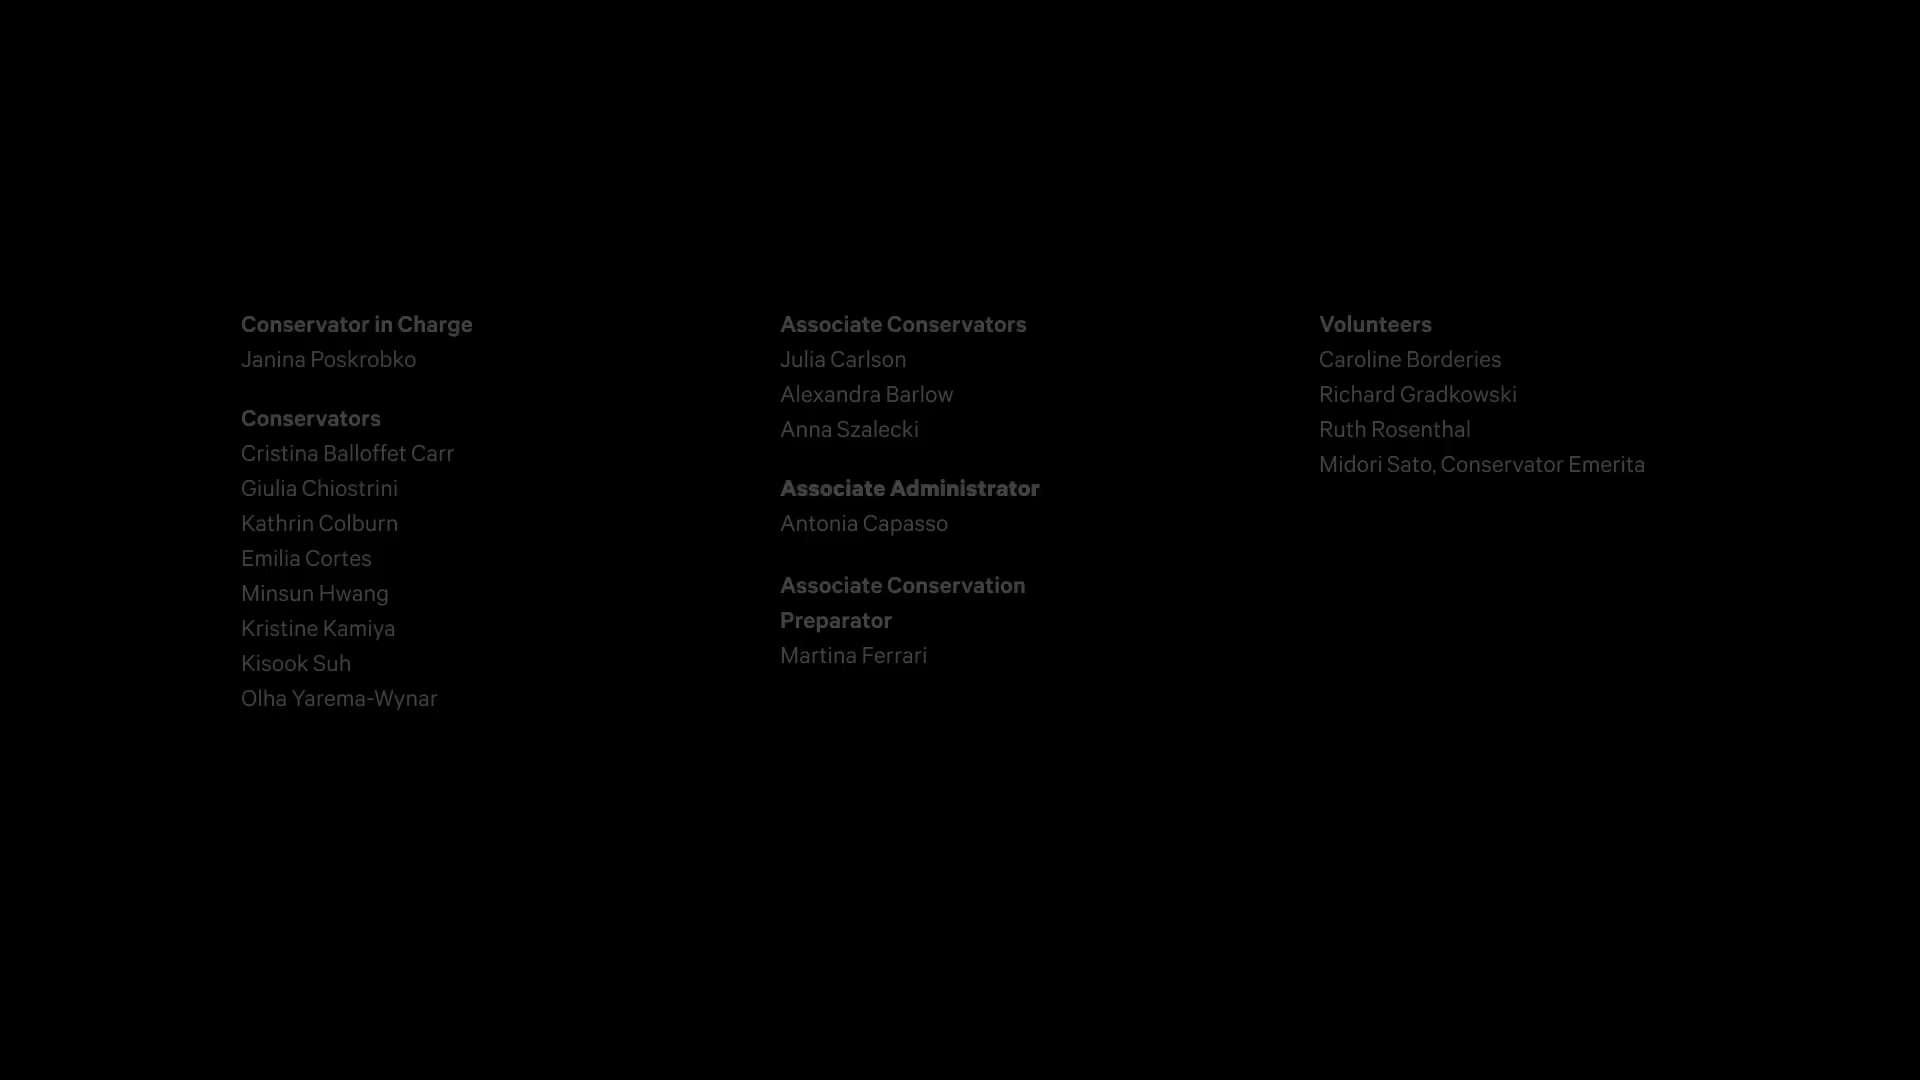 Conservator in Charge
Janina Poskrobko
Conservators
Cristina Balloffet Carr
Giulia Chiostrini
Kathrin Colburn
Emilia Cortes
Minsun Hwang
Kristine Kamiya
Kisook Suh
Olha Yarema-Wynar
Associate Conservators
Julia Carlson
Alexandra Barlow
Anna Szalecki
Associate Administrator
Antonia Capasso
Associate Conservation
Preparator
Martina Ferrari
Volunteers
Caroline Borderies
Richard Gradkowski
Ruth Rosenthal
Midori Sato, Conservator Emerita